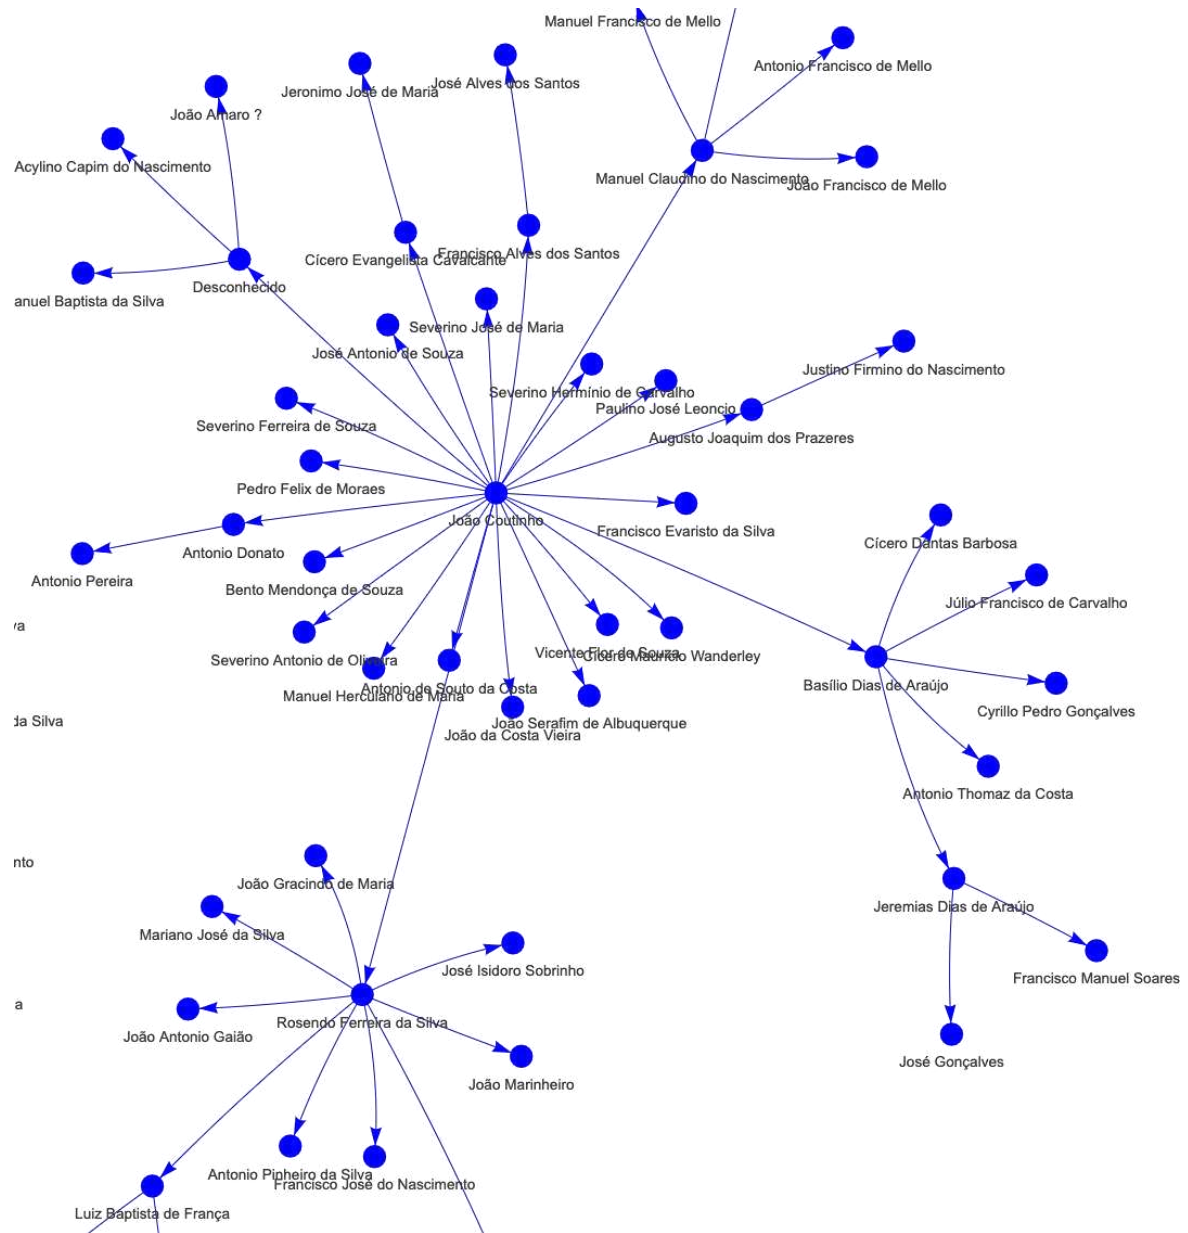 Manuel Francisco de Mello
Antonio Francisco de Mello
José Alves dos Santos
Jeronimo José de Maria
João Amaro ?
Acylino Capim do Nascimento
Manuel Claudino do Nascimento
João Francisco de Mello
Francisco Alves dos Santos
Cícero Evangelista Cavalcante
Desconhecido
anuel Baptista da Silva
Severino José de Maria
José Antonio de Souza
Justino Firmino do Nascimento
Severino Hermínio de Carvalho
Paulino José Leoncio
Severino Ferreira de Souza
Augusto Joaquim dos Prazeres
Pedro Felix de Moraes
João Coutinho
Francisco Evaristo da Silva
Cícero Dantas Barbosa
Antonio Donato
Antonio Pereira
Bento Mendonça de Souza
Júlio Francisco de Carvalho
va
Vicente Flor de Souza
Cícero Mauricio Wanderley
Severino Antonio de Oliveira
Basílio Dias de Araújo
Antonio de Souto da Costa
Manuel Herculano de Maria
Cyrillo Pedro Gonçalves
da Silva
João Serafim de Albuquerque
João da Costa Vieira
Antonio Thomaz da Costa
nto
João Gracindo de Maria
Jeremias Dias de Araújo
Mariano José da Silva
José Isidoro Sobrinho
Francisco Manuel Soares
a
Rosendo Ferreira da Silva
João Antonio Gaião
José Gonçalves
João Marinheiro
Antonio Pinheiro da Silva
Francisco José do Nascimento
Luiz Baptista de França